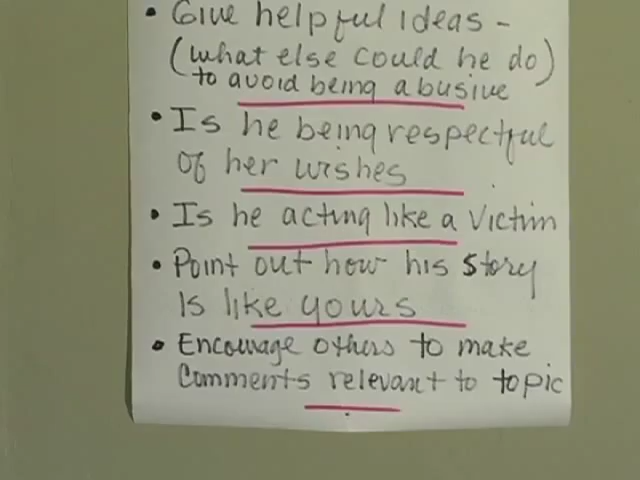 • Give helpful ideas -
(what else could he do)
to avoid being abusive
• Is he being respectful
of her wishes
• Is he acting like a victim
• Point out how his story
Is like yours
• Encourage others to make
Comments relevant to topic